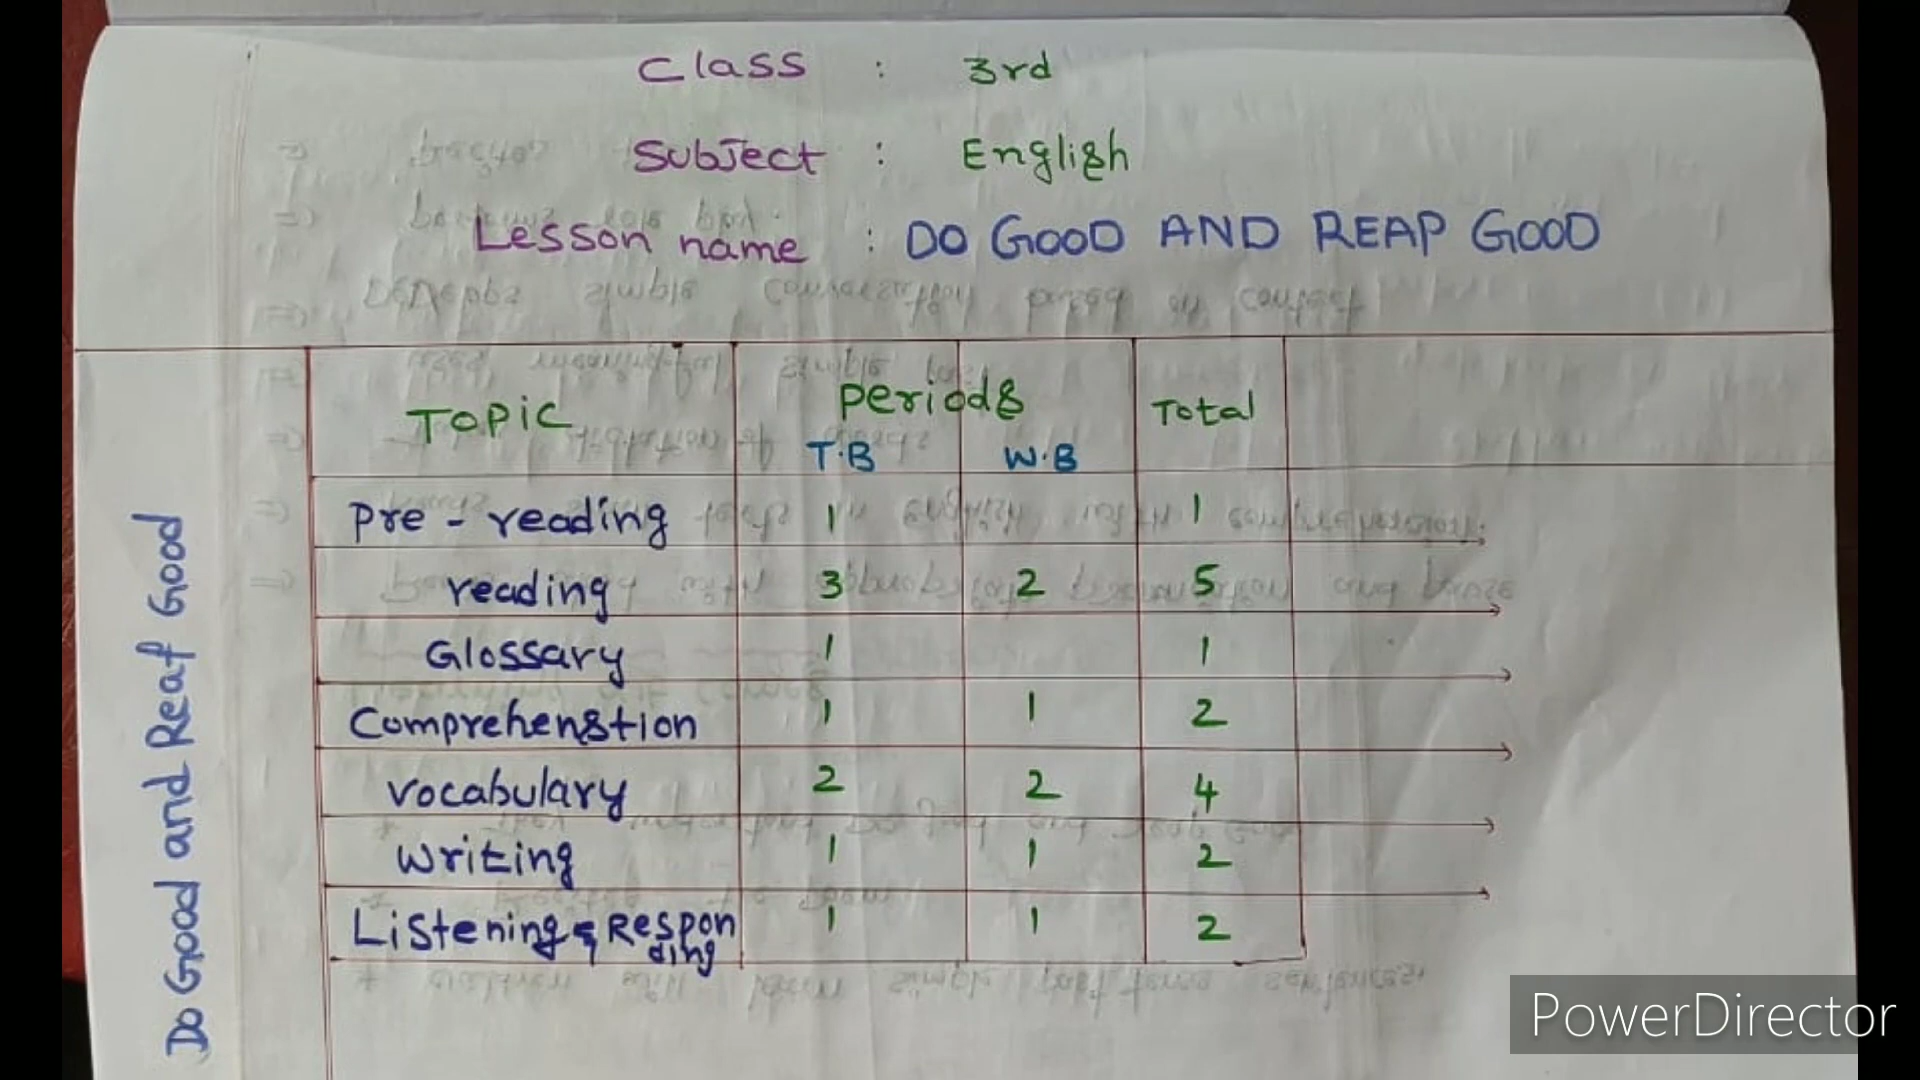 Class : 3rd
Subject : English
Lesson name : DO GOOD AND REAP GOOD
Topic Periods Total
T.B W.B
Pre - reading 1 1
reading 3 2 5
Glossary 1 1
Comprehenstion 1 1 2
Vocabulary 2 2 4
Writing 1 1 2
Listening & Respon 1 1 2
ding
Do Good and Reaf Good
PowerDirector